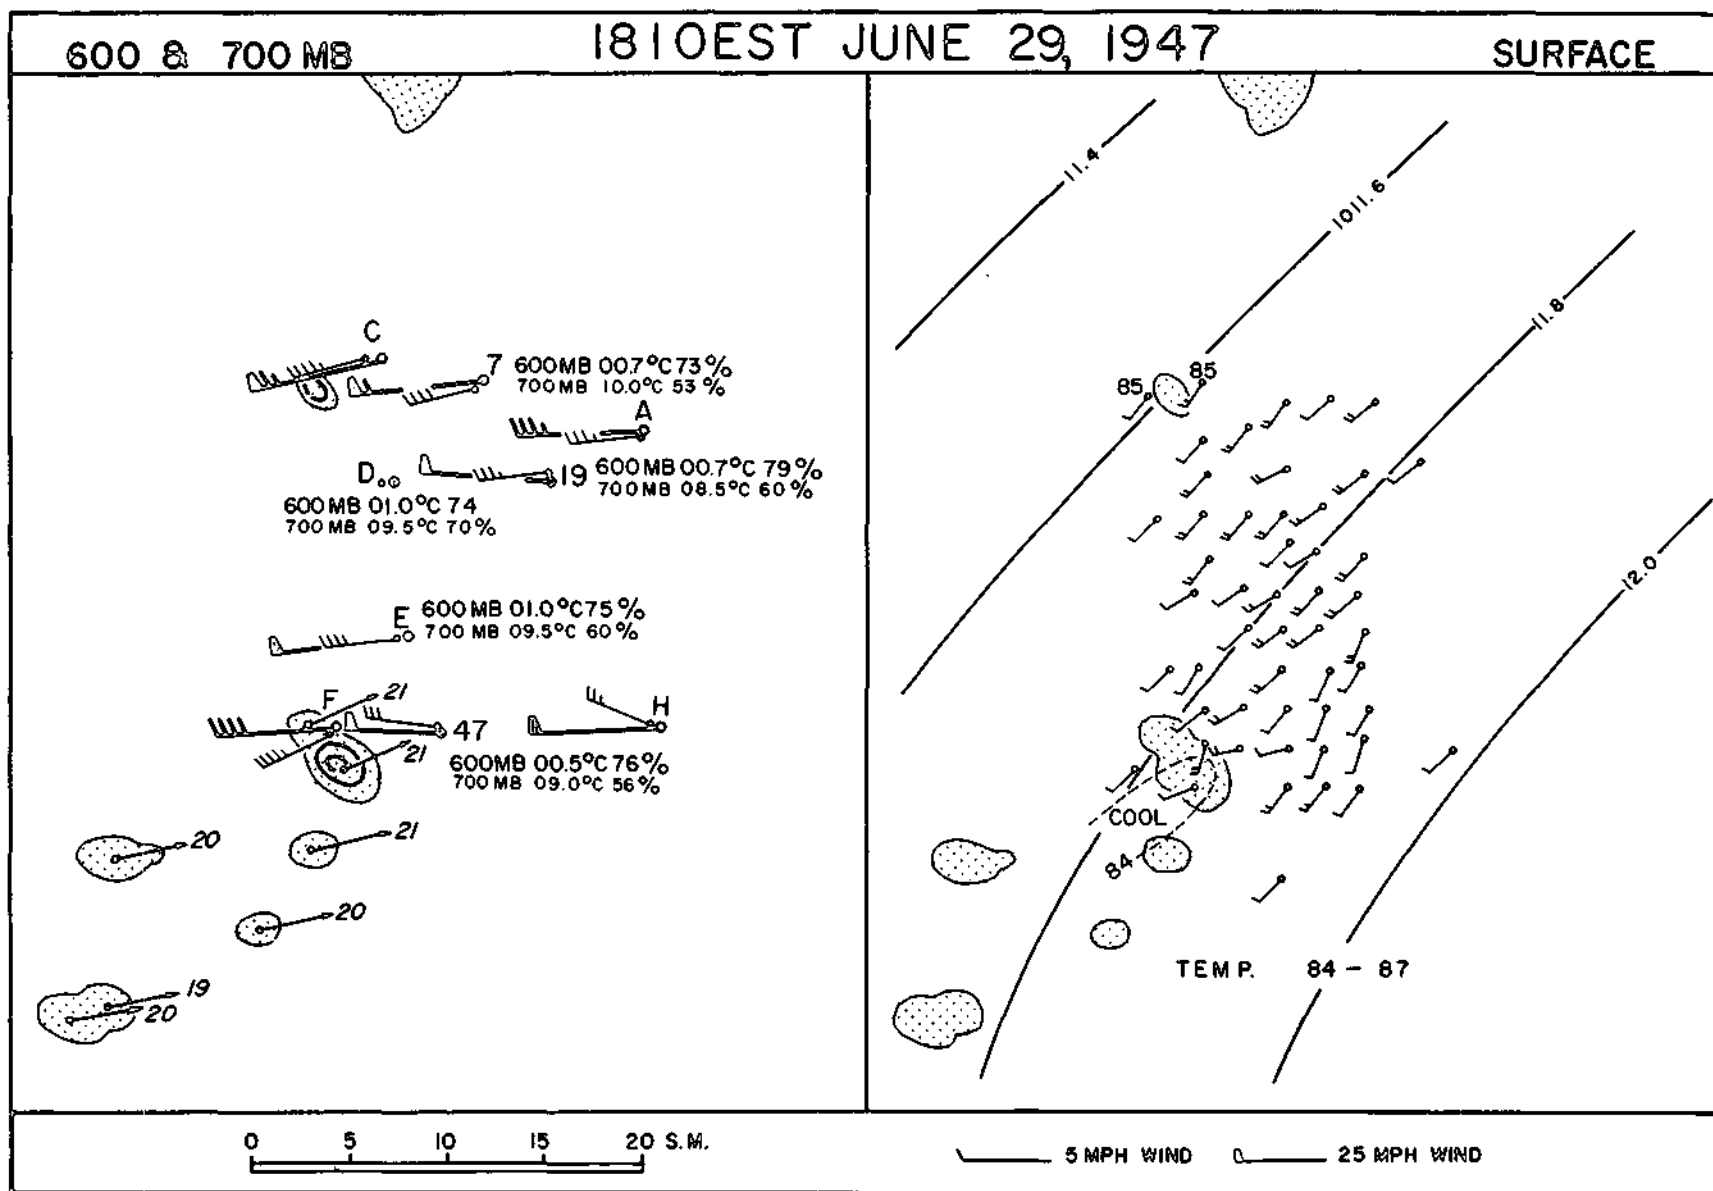 600 & 700 MB
1810EST JUNE 29, 1947
SURFACE
C
7
600MB 00.7°C 73%
700MB 10.0°C 53%
A
D
19
600MB 00.7°C 79%
700MB 08.5°C 60%
600MB 01.0°C 74
700MB 09.5°C 70%
E
600MB 01.0°C 75%
700MB 09.5°C 60%
F
21
H
47
21
600MB 00.5°C 76%
700MB 09.0°C 56%
20
21
20
19
20
11.4
1011.6
11.8
85
85
12.0
COOL
84
TEMP. 84 – 87
0 5 10 15 20 S.M.
5 MPH WIND
25 MPH WIND